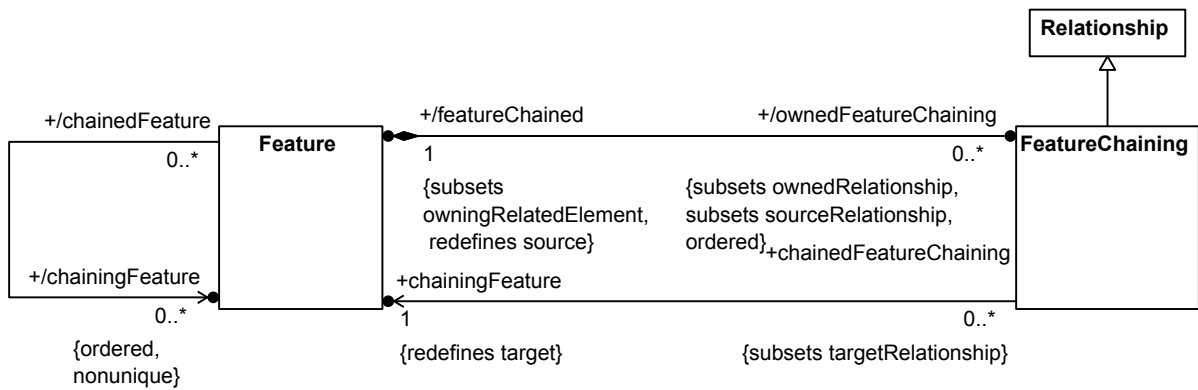 Relationship
+/chainedFeature
0..*
Feature
+/featureChained
1
{subsets
owningRelatedElement,
redefines source}
+/ownedFeatureChaining
0..*
{subsets ownedRelationship,
subsets sourceRelationship,
ordered}
FeatureChaining
+chainedFeatureChaining
+/chainingFeature
0..*
{ordered,
nonunique}
+chainingFeature
1
{redefines target}
0..*
{subsets targetRelationship}